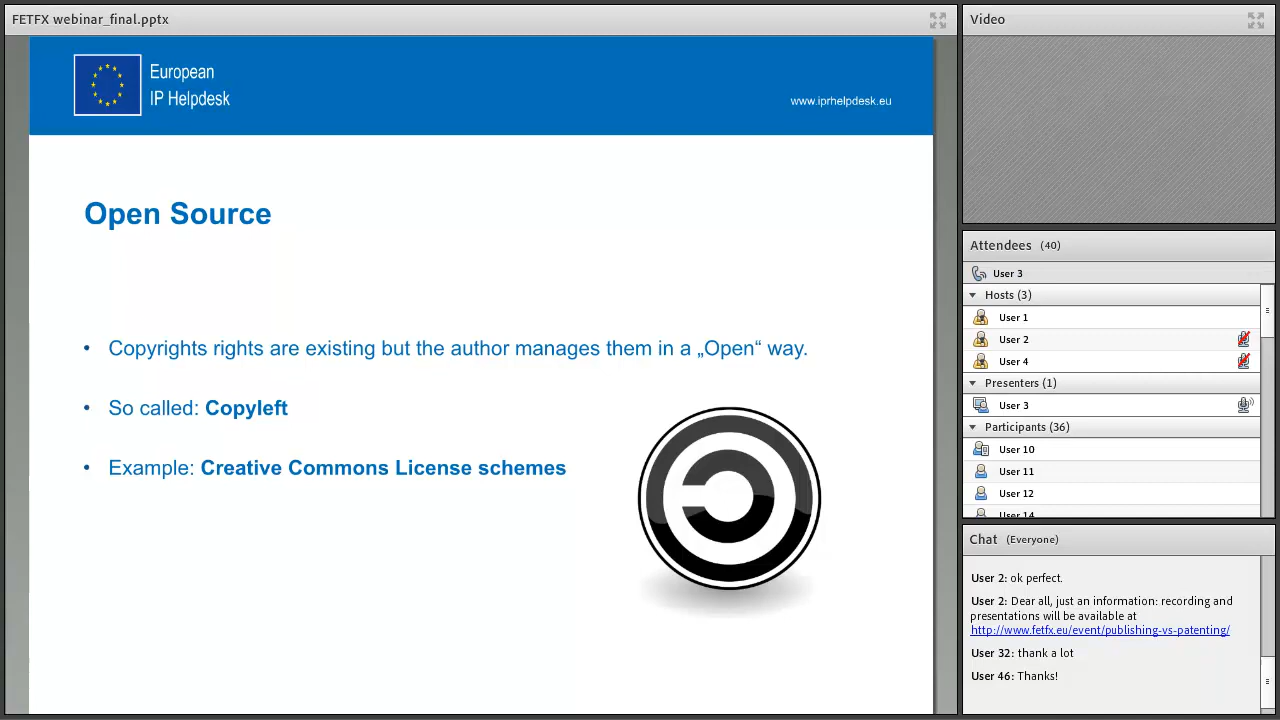 FETFX webinar_final.pptx
European
IP Helpdesk
www.iprhelpdesk.eu
Open Source
• Copyrights rights are existing but the author manages them in a „Open“ way.
• So called: Copyleft
• Example: Creative Commons License schemes
Video
Attendees (40)
User 3
Hosts (3)
User 1
User 2
User 4
Presenters (1)
User 3
Participants (36)
User 10
User 11
User 12
User 14
Chat (Everyone)
User 2: ok perfect.
User 2: Dear all, just an information: recording and
presentations will be available at
http://www.fetfx.eu/event/publishing-vs-patenting/
User 32: thank a lot
User 46: Thanks!